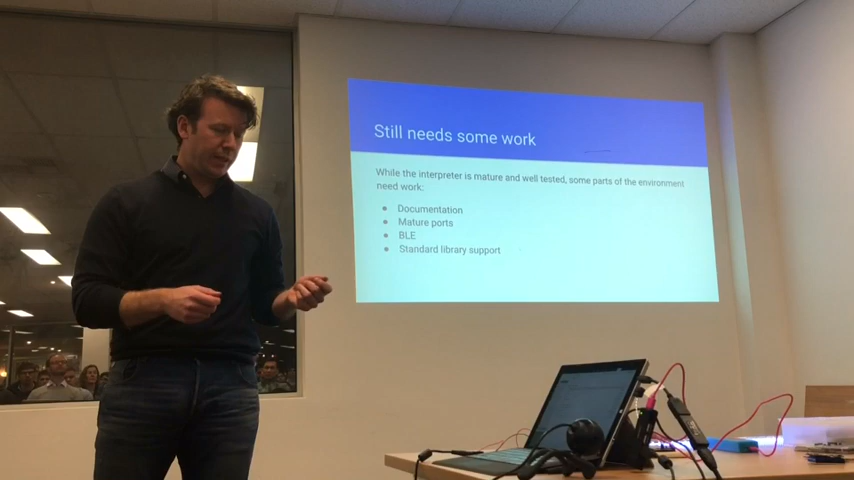 Still needs some work
While the interpreter is mature and well tested, some parts of the environment
need work:
● Documentation
● Mature ports
● BLE
● Standard library support